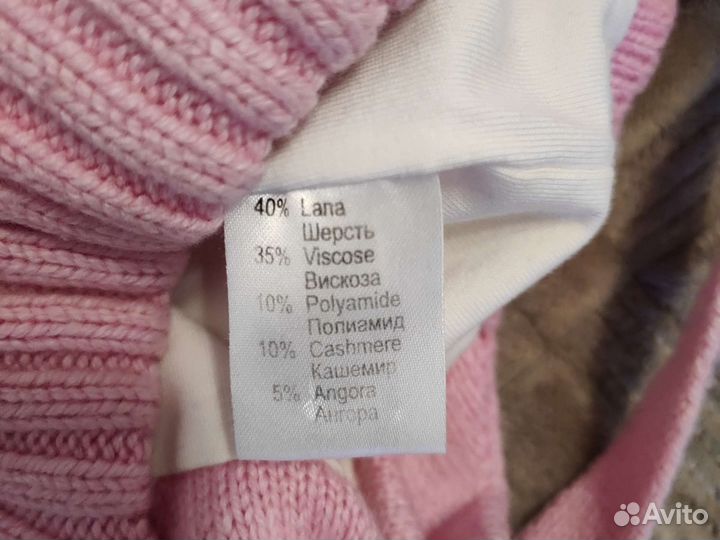 40% Lana
Шерсть
35% Viscose
Вискоза
10% Polyamide
Полиамид
10% Cashmere
Кашемир
5% Angora
Ангора
Avito